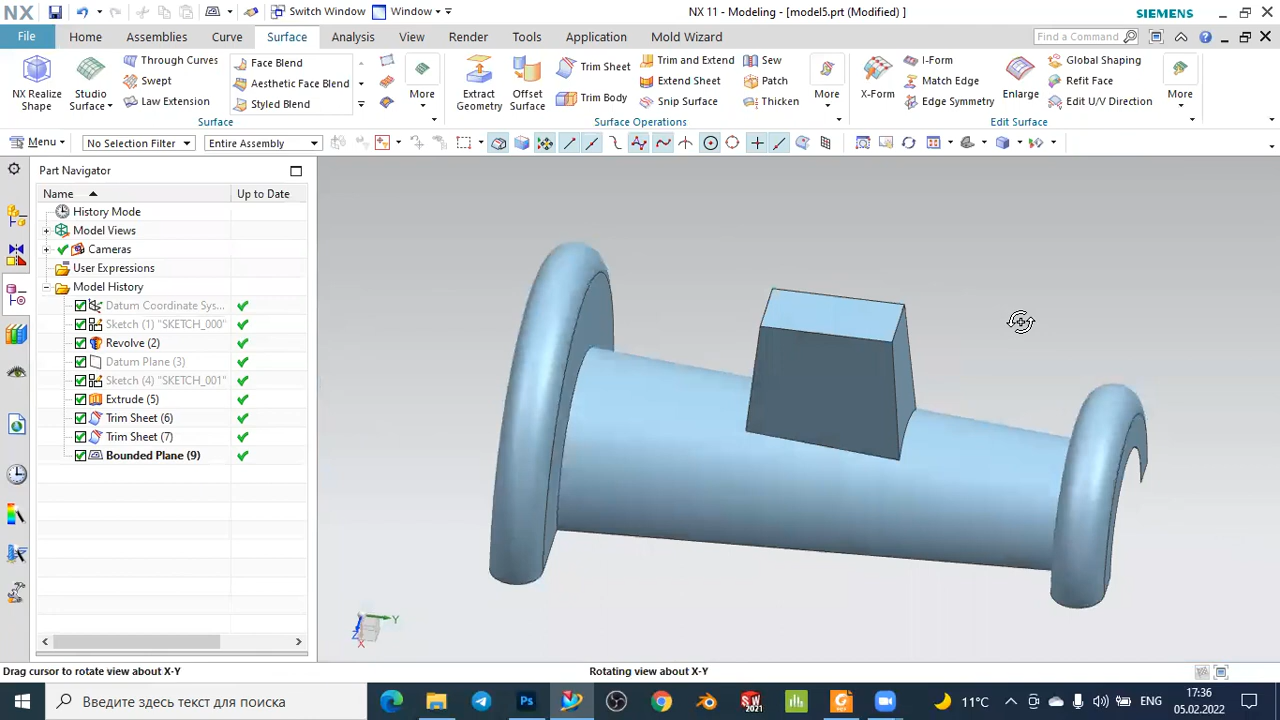 NX Switch Window Window NX 11 - Modeling - [model5.prt (Modified) ] SIEMENS
File Home Assemblies Curve Surface Analysis View Render Tools Application Mold Wizard Find a Command
NX Realize Shape
Studio Surface
Through Curves
Swept
Law Extension
Face Blend
Aesthetic Face Blend
Styled Blend
More
Surface
Extract Geometry
Offset Surface
Trim Sheet
Trim Body
Trim and Extend
Extend Sheet
Snip Surface
Sew
Patch
Thicken
More
Surface Operations
X-Form
I-Form
Match Edge
Edge Symmetry
Enlarge
Global Shaping
Refit Face
Edit U/V Direction
More
Edit Surface
Menu No Selection Filter Entire Assembly
Part Navigator
Name Up to Date
History Mode
Model Views
Cameras
User Expressions
Model History
Datum Coordinate Sys...
Sketch (1) "SKETCH_000"
Revolve (2)
Datum Plane (3)
Sketch (4) "SKETCH_001"
Extrude (5)
Trim Sheet (6)
Trim Sheet (7)
Bounded Plane (9)
Y
Z
X
Drag cursor to rotate view about X-Y Rotating view about X-Y
Введите здесь текст для поиска
Ps
SW
2021
11°C
ENG
17:36
05.02.2022